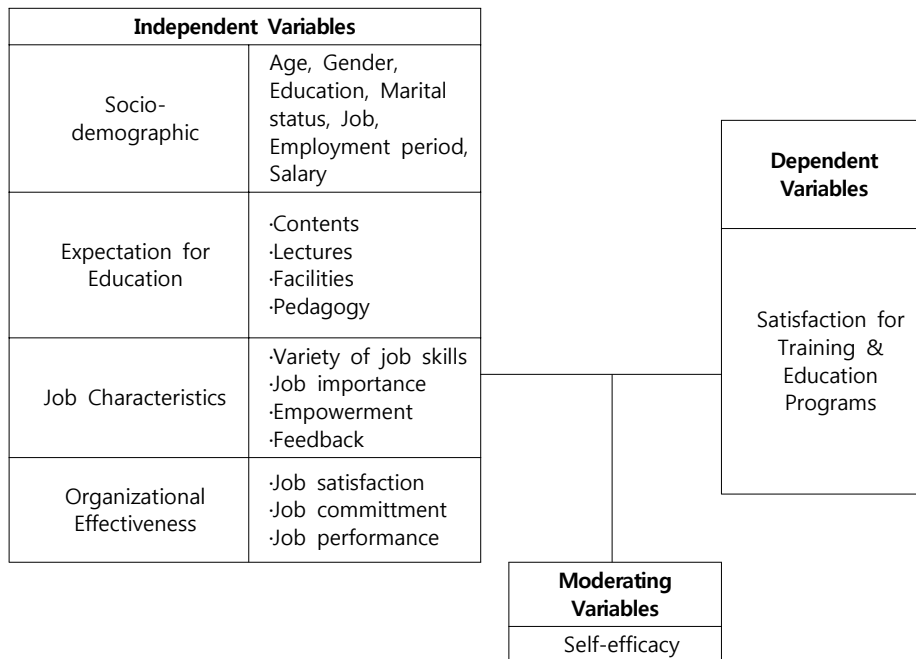 Independent Variables
Socio-
demographic
Age, Gender,
Education, Marital
status, Job,
Employment period,
Salary
Expectation for
Education
·Contents
·Lectures
·Facilities
·Pedagogy
Job Characteristics
·Variety of job skills
·Job importance
·Empowerment
·Feedback
Organizational
Effectiveness
·Job satisfaction
·Job committment
·Job performance
Dependent
Variables
Satisfaction for
Training &
Education
Programs
Moderating
Variables
Self-efficacy